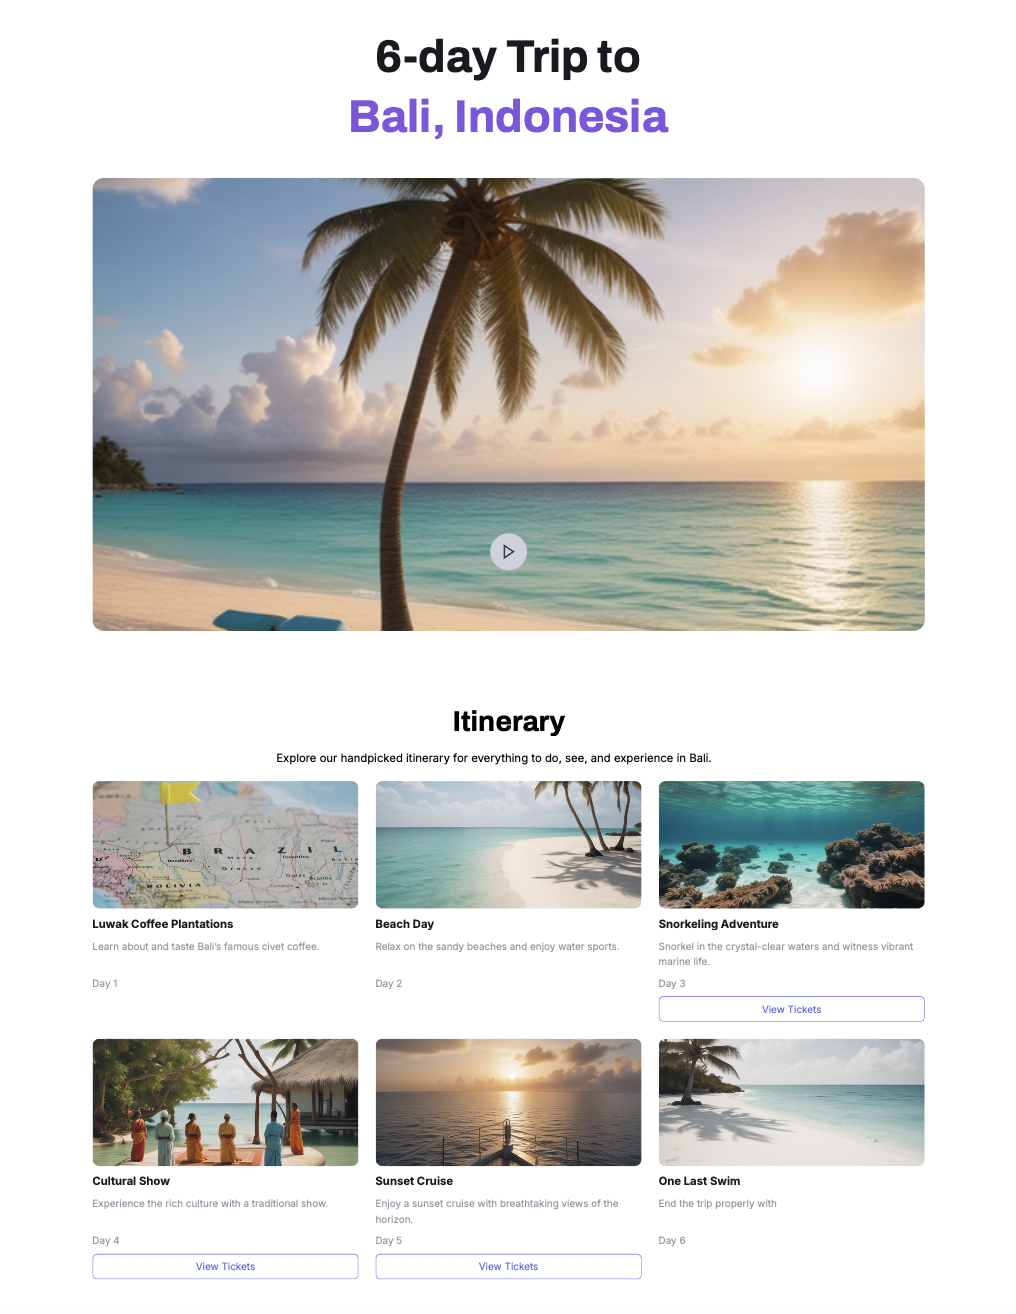 6-day Trip to
Bali, Indonesia
Itinerary
Explore our handpicked itinerary for everything to do, see, and experience in Bali.
BRAZIL
Mato
Grosso
Goiás
BOLIVIA
Luwak Coffee Plantations
Learn about and taste Bali's famous civet coffee.
Day 1
Beach Day
Relax on the sandy beaches and enjoy water sports.
Day 2
Snorkeling Adventure
Snorkel in the crystal-clear waters and witness vibrant
marine life.
Day 3
View Tickets
Cultural Show
Experience the rich culture with a traditional show.
Day 4
View Tickets
Sunset Cruise
Enjoy a sunset cruise with breathtaking views of the
horizon.
Day 5
View Tickets
One Last Swim
End the trip properly with
Day 6